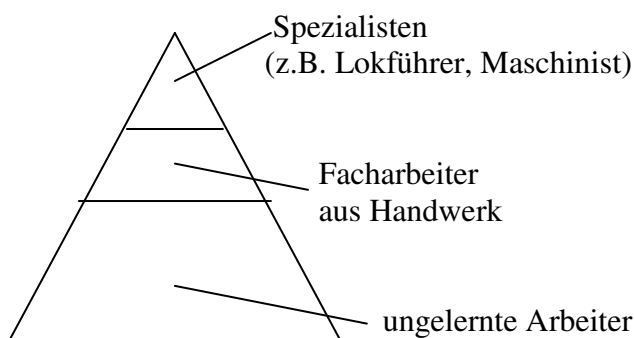 Spezialisten
(z.B. Lokführer, Maschinist)
Facharbeiter
aus Handwerk
ungelernte Arbeiter